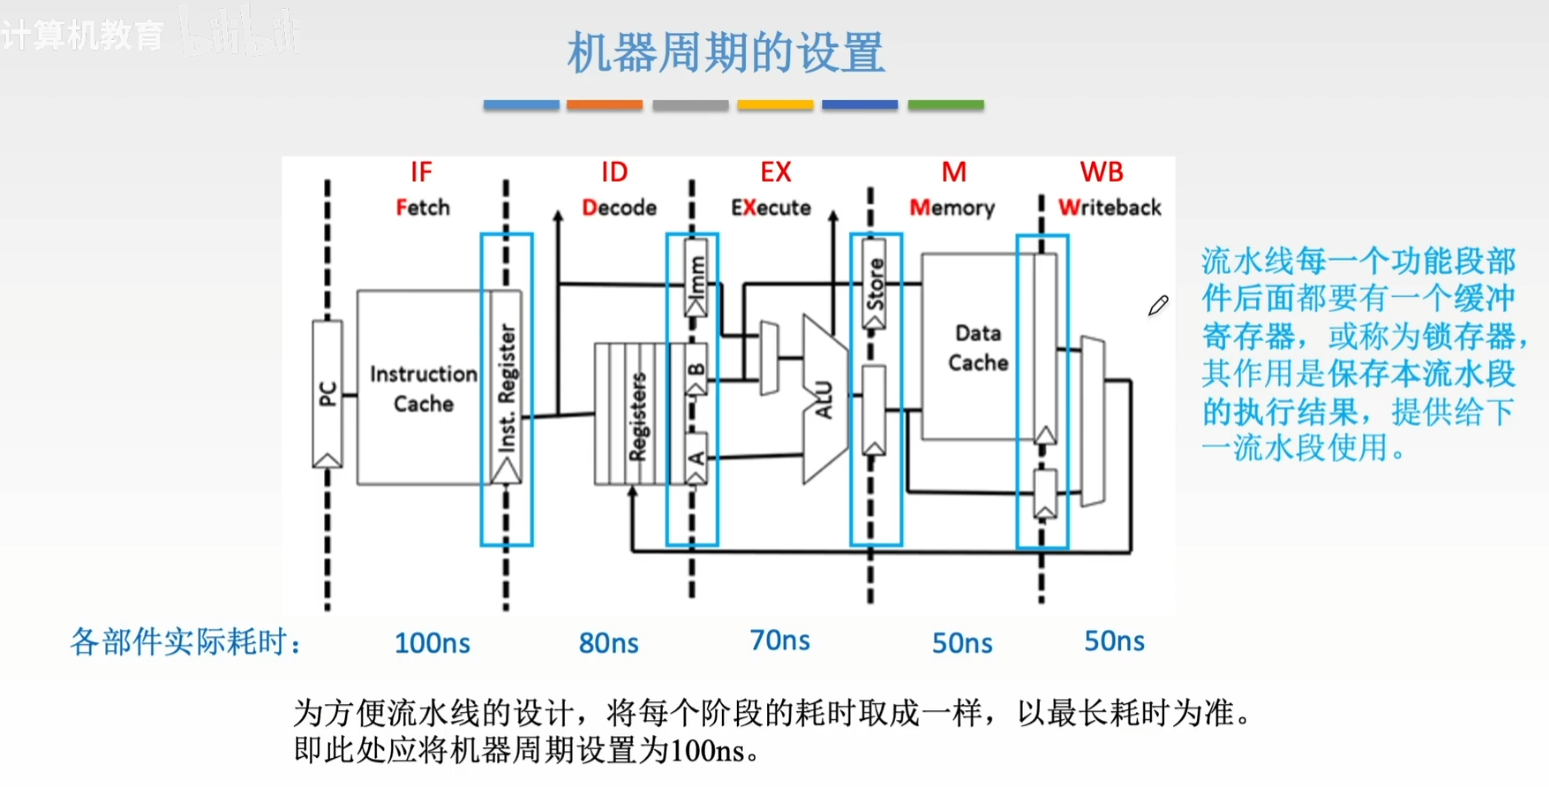 计算机教育 bilibili
机器周期的设置
IF ID EX M WB
Fetch Decode EXecute Memory Writeback
PC
Instruction
Cache
Inst. Register
Registers
Imm
B
A
ALU
Store
Data
Cache
流水线每一个功能段部
件后面都要有一个缓冲
寄存器，或称为锁存器，
其作用是保存本流水段
的执行结果，提供给下
一流水段使用。
各部件实际耗时： 100ns 80ns 70ns 50ns 50ns
为方便流水线的设计，将每个阶段的耗时取成一样，以最长耗时为准。
即此处应将机器周期设置为100ns。